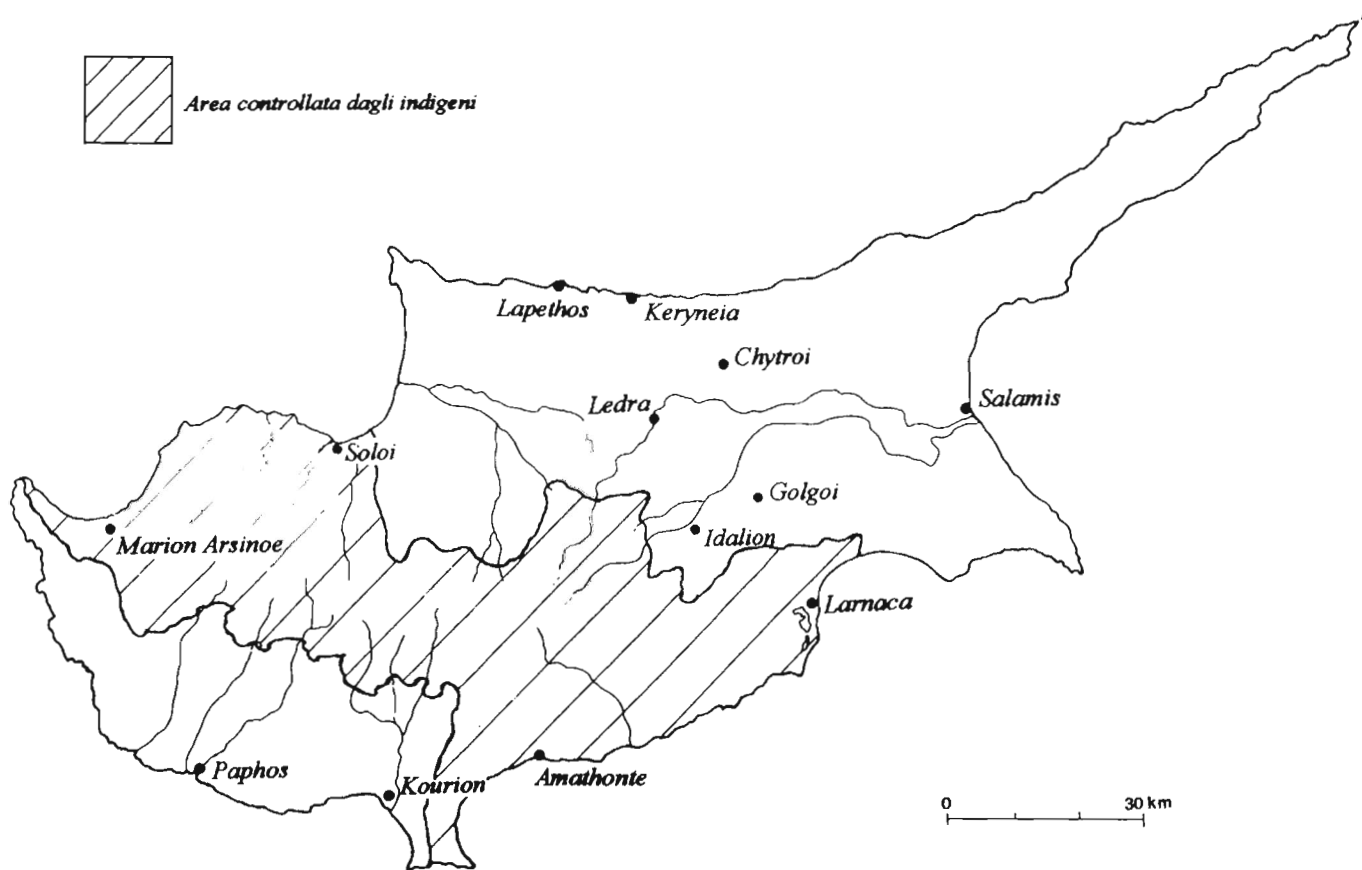 Area controllata dagli indigeni
Lapethos
Keryneia
Chytroi
Ledra
Salamis
Soloi
Golgoi
Marion Arsinoe
Idalion
Larnaca
Paphos
Kourion
Amathonte
0 30 km